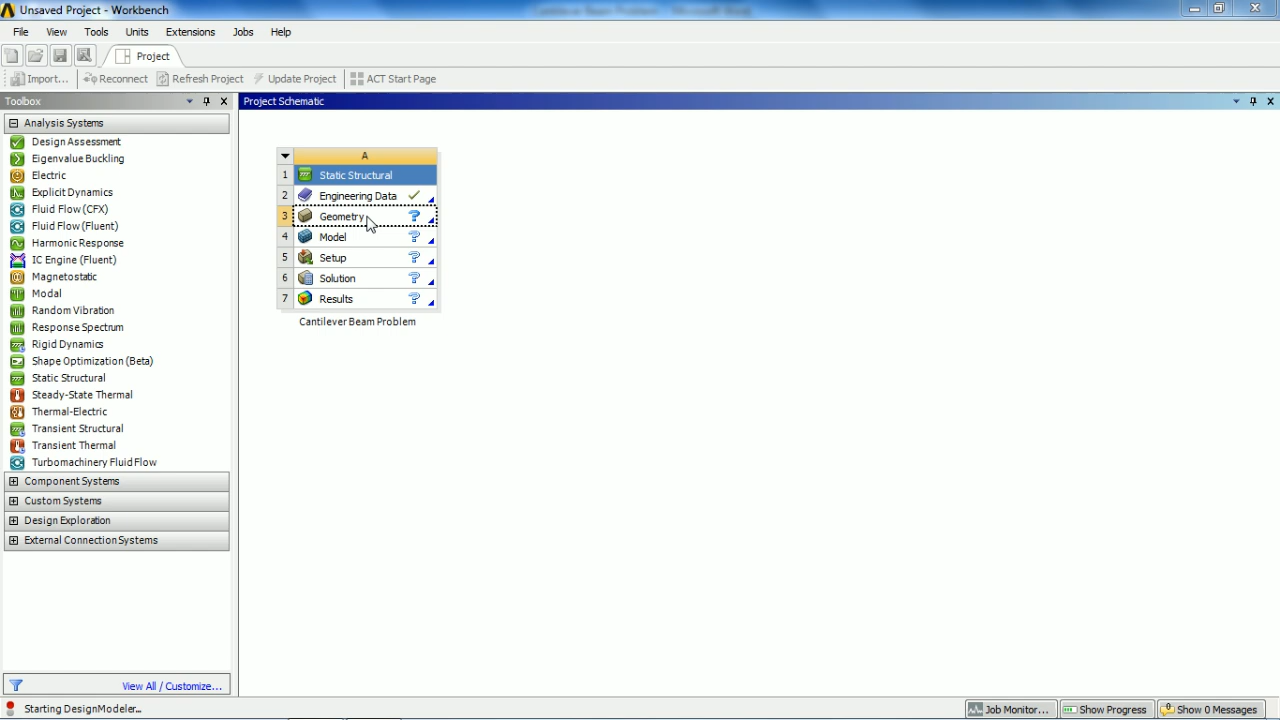 Unsaved Project - Workbench
File View Tools Units Extensions Jobs Help
Project
Import... Reconnect Refresh Project Update Project ACT Start Page
Toolbox
Project Schematic
Analysis Systems
Design Assessment
Eigenvalue Buckling
Electric
Explicit Dynamics
Fluid Flow (CFX)
Fluid Flow (Fluent)
Harmonic Response
IC Engine (Fluent)
Magnetostatic
Modal
Random Vibration
Response Spectrum
Rigid Dynamics
Shape Optimization (Beta)
Static Structural
Steady-State Thermal
Thermal-Electric
Transient Structural
Transient Thermal
Turbomachinery Fluid Flow
Component Systems
Custom Systems
Design Exploration
External Connection Systems
View All / Customize...
A
1 Static Structural
2 Engineering Data
3 Geometry ?
4 Model ?
5 Setup ?
6 Solution ?
7 Results ?
Cantilever Beam Problem
Starting DesignModeler...
Job Monitor... Show Progress Show 0 Messages